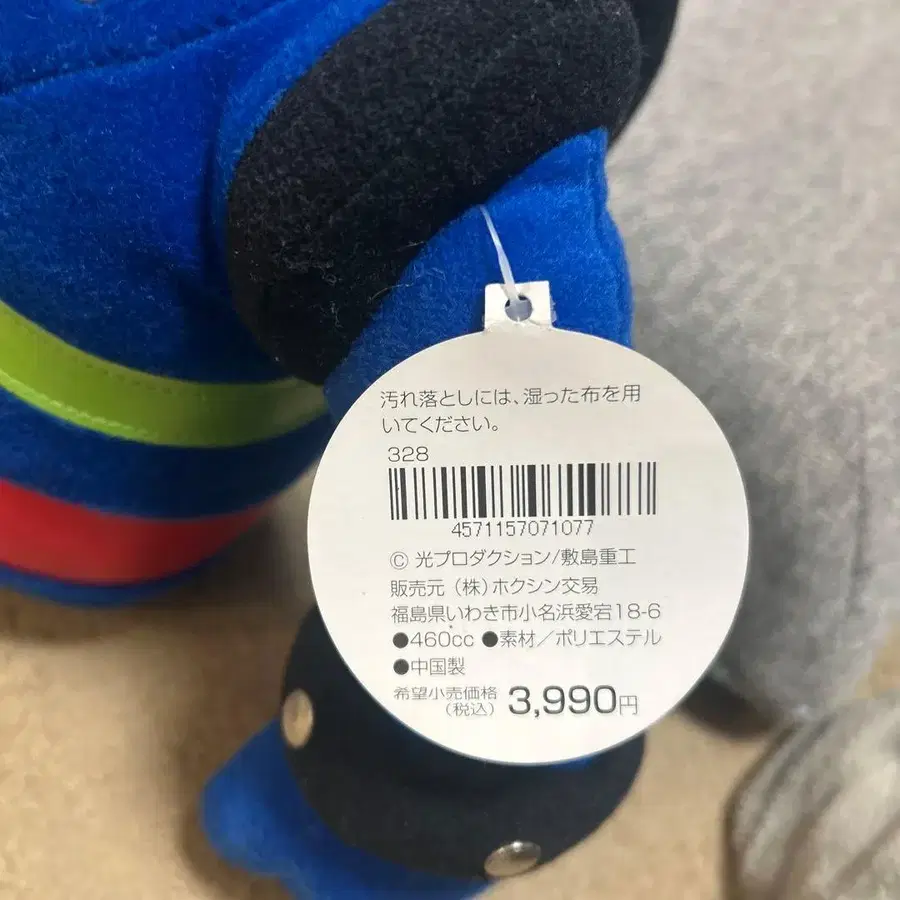 汚れ落としには、湿った布を用
いてください。
328
4571157071077
© 光プロダクション/敷島重工
販売元 (株)ホクシン交易
福島県いわき市小名浜愛宕18-6
●460cc ●素材/ポリエステル
●中国製
希望小売価格(税込) 3,990円